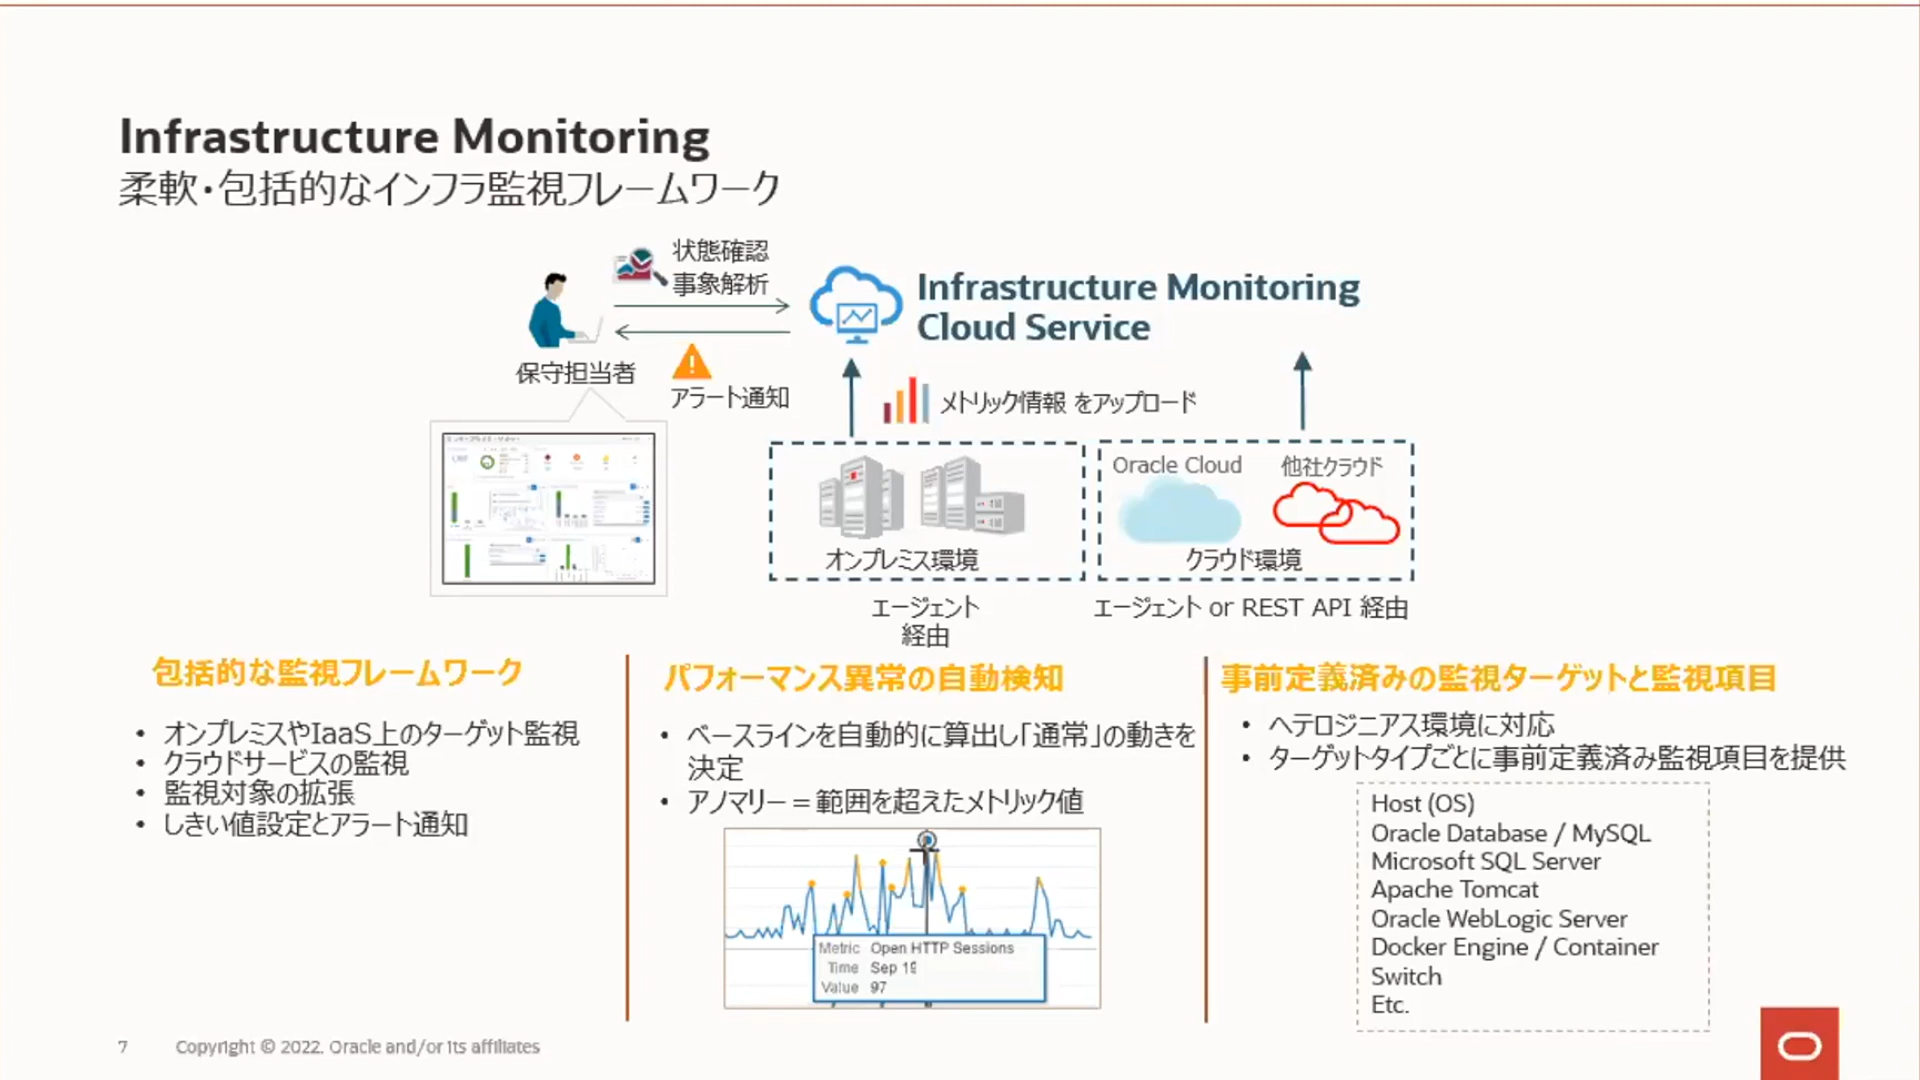 Infrastructure Monitoring
柔軟・包括的なインフラ監視フレームワーク
状態確認
事象解析
Infrastructure Monitoring
Cloud Service
保守担当者
アラート通知
メトリック情報 をアップロード
Oracle Cloud
他社クラウド
オンプレミス環境
クラウド環境
エージェント
経由
エージェント or REST API 経由
包括的な監視フレームワーク
• オンプレミスやIaaS上のターゲット監視
• クラウドサービスの監視
• 監視対象の拡張
• しきい値設定とアラート通知
パフォーマンス異常の自動検知
• ベースラインを自動的に算出し「通常」の動きを
決定
• アノマリー＝範囲を超えたメトリック値
Metric Open HTTP Sessions
Time Sep 19
Value 97
事前定義済みの監視ターゲットと監視項目
• ヘテロジニアス環境に対応
• ターゲットタイプごとに事前定義済み監視項目を提供
Host (OS)
Oracle Database / MySQL
Microsoft SQL Server
Apache Tomcat
Oracle WebLogic Server
Docker Engine / Container
Switch
Etc.
7 Copyright © 2022. Oracle and/or its affiliates